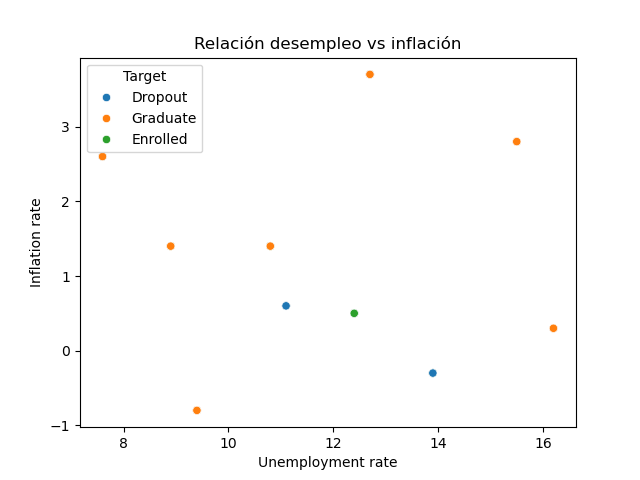 Relación desempleo vs inflación
Target
Dropout
Graduate
Enrolled
Inflation rate
3
2
1
0
−1
8
10
12
14
16
Unemployment rate